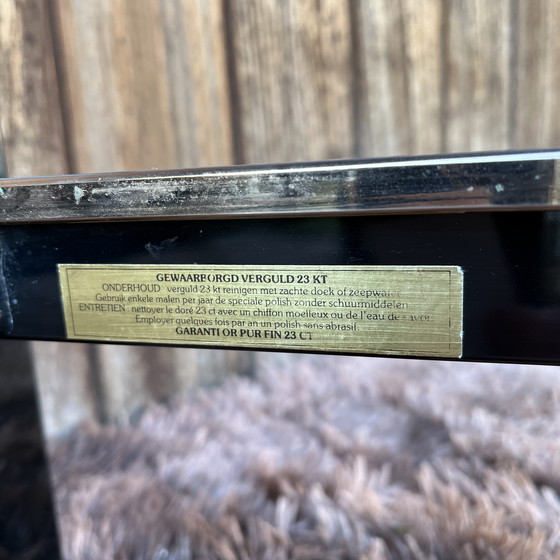 GEWAARBORGD VERGULD 23 KT
ONDERHOUD : verguld 23 kt reinigen met zachte doek of zeepwater
Gebruik enkele malen per jaar de speciale polish zonder schuurmiddelen
ENTRETIEN : nettoyer le doré 23 ct avec un chiffon moelleux ou de l'eau de savon
Employer quelques fois par an un polish sans abrasif.
GARANTI OR PUR FIN 23 CT